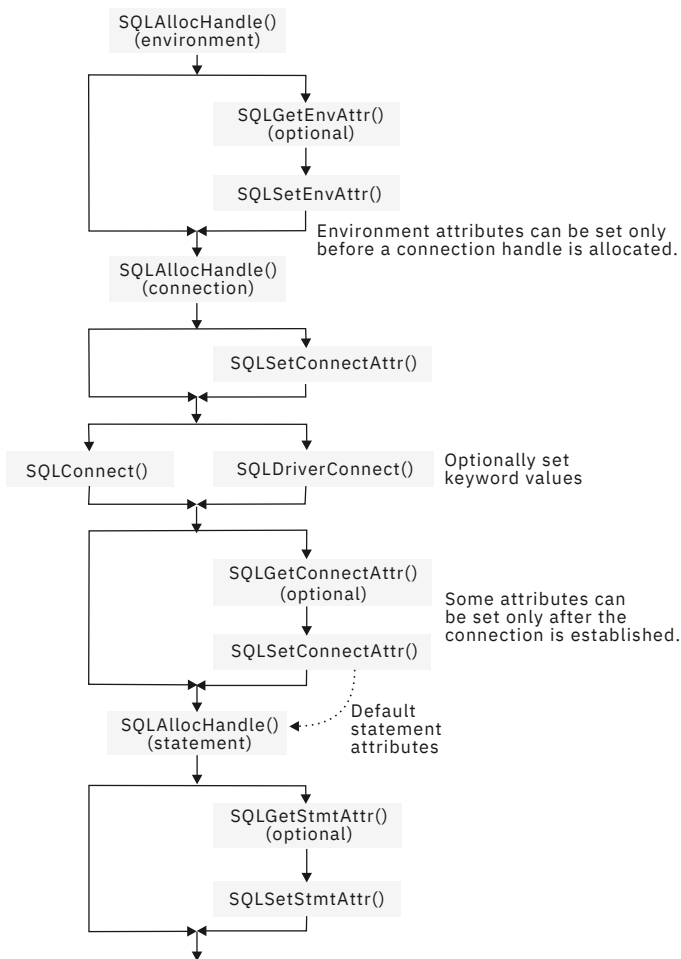 SQLAllocHandle()
(environment)
SQLGetEnvAttr()
(optional)
SQLSetEnvAttr()
Environment attributes can be set only
before a connection handle is allocated.
SQLAllocHandle()
(connection)
SQLSetConnectAttr()
SQLConnect()
SQLDriverConnect()
Optionally set
keyword values
SQLGetConnectAttr()
(optional)
Some attributes can
be set only after the
connection is established.
SQLSetConnectAttr()
SQLAllocHandle()
(statement)
Default
statement
attributes
SQLGetStmtAttr()
(optional)
SQLSetStmtAttr()